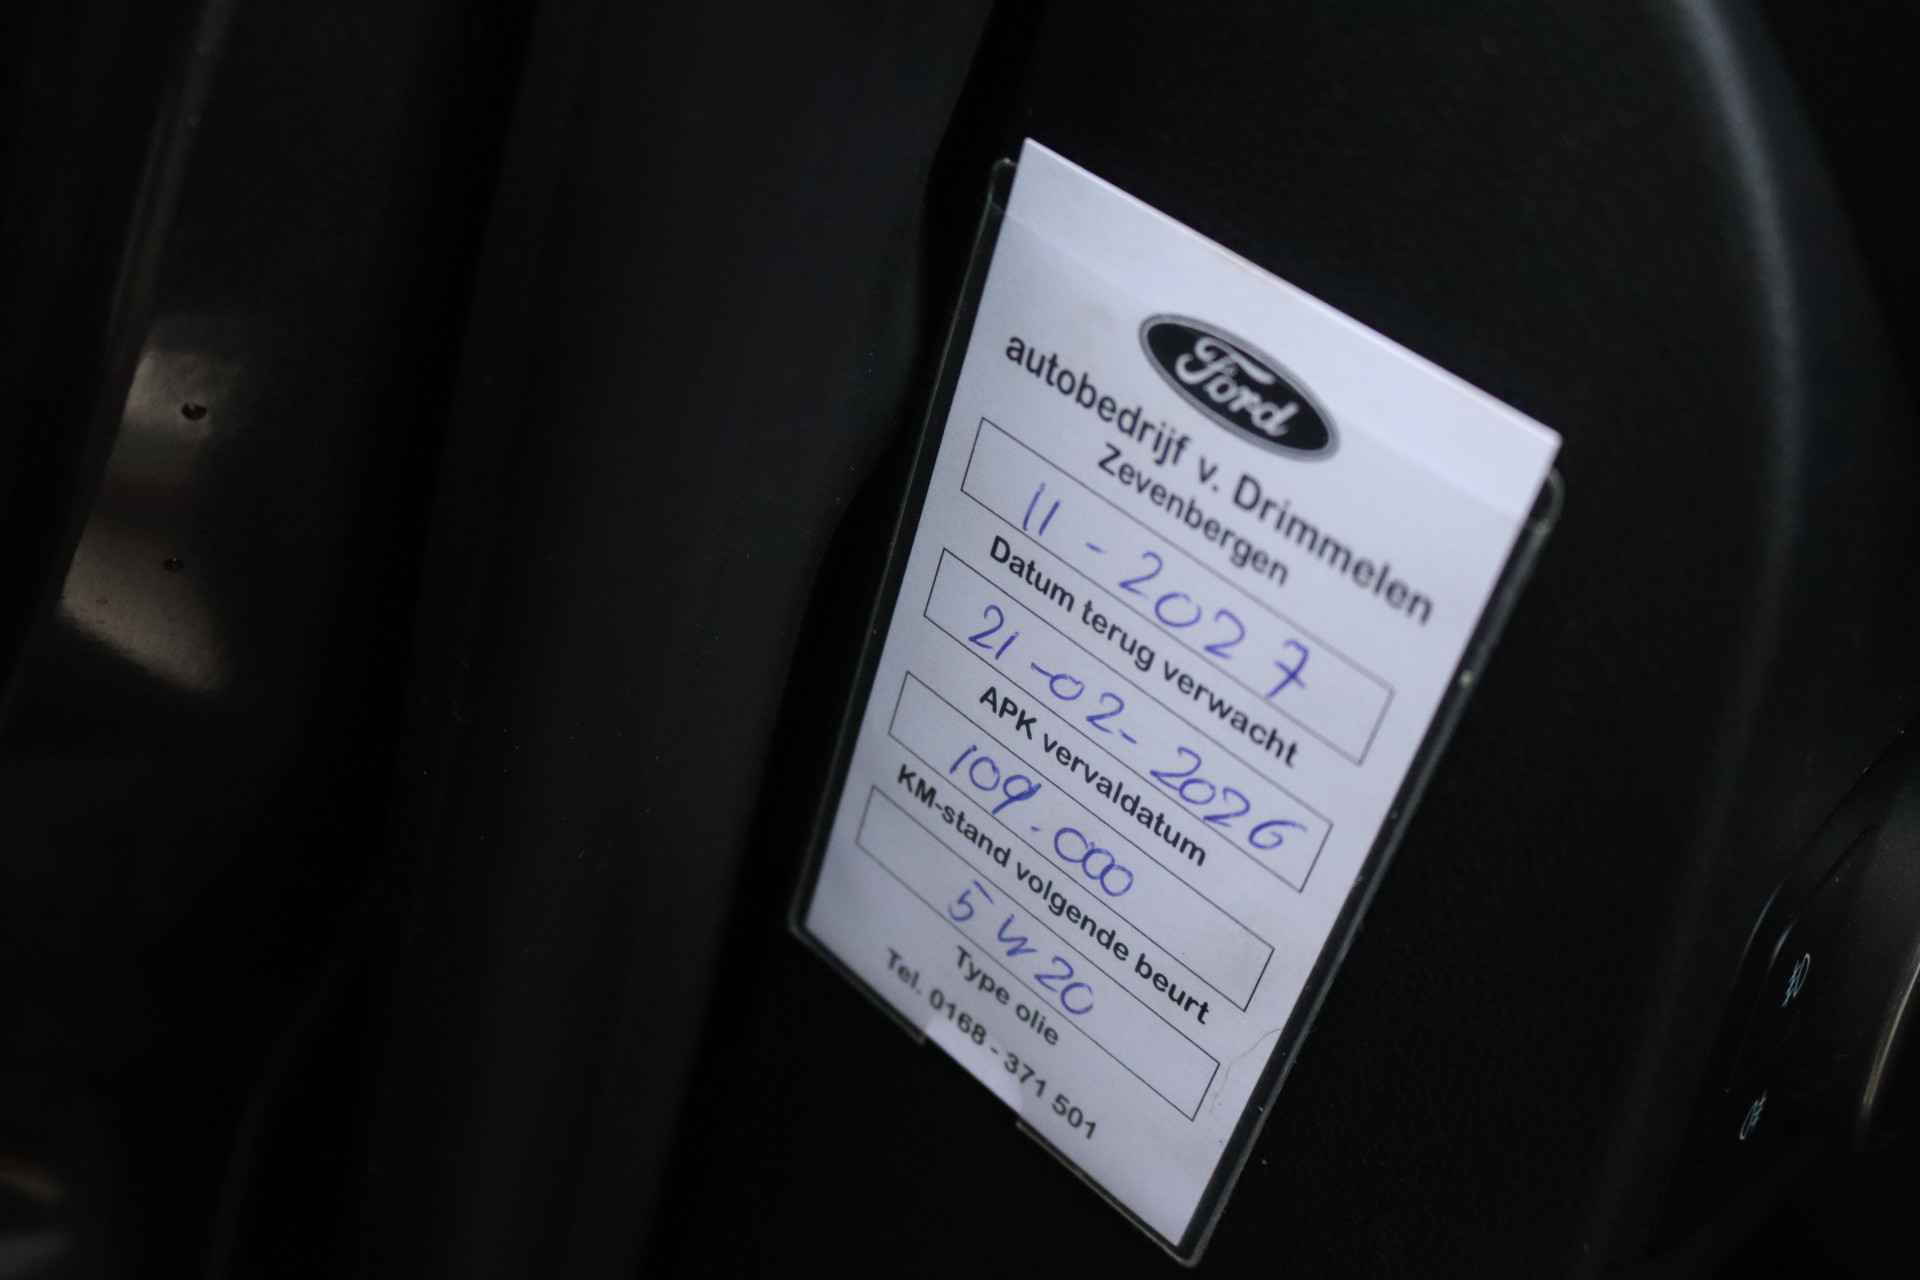 Ford
autobedrijf v. Drimmelen
Zevenbergen
11-2027
Datum terug verwacht
21-02-2026
APK vervaldatum
109.000
KM-stand volgende beurt
5W20
Type olie
Tel. 0168 - 371 501